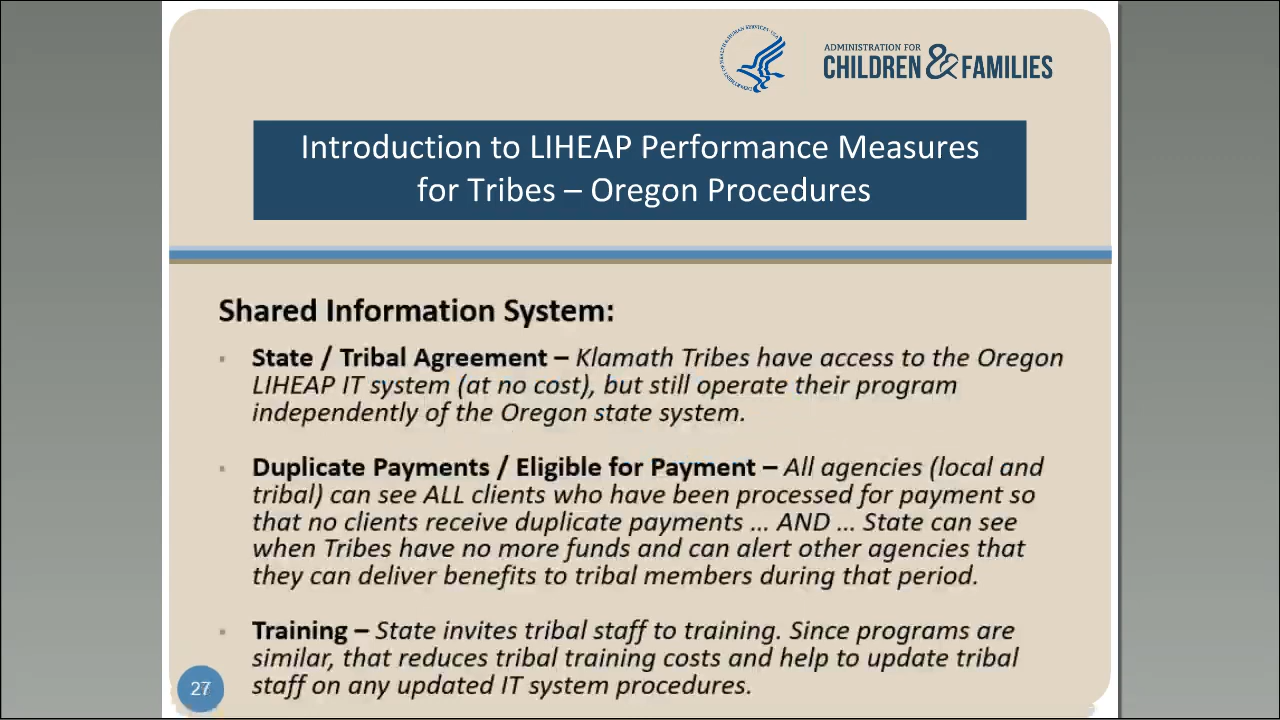 ADMINISTRATION FOR
CHILDREN & FAMILIES
Introduction to LIHEAP Performance Measures
for Tribes – Oregon Procedures
Shared Information System:
▪ State / Tribal Agreement – Klamath Tribes have access to the Oregon
LIHEAP IT system (at no cost), but still operate their program
independently of the Oregon state system.
▪ Duplicate Payments / Eligible for Payment – All agencies (local and
tribal) can see ALL clients who have been processed for payment so
that no clients receive duplicate payments ... AND ... State can see
when Tribes have no more funds and can alert other agencies that
they can deliver benefits to tribal members during that period.
▪ Training – State invites tribal staff to training. Since programs are
similar, that reduces tribal training costs and help to update tribal
staff on any updated IT system procedures.
27